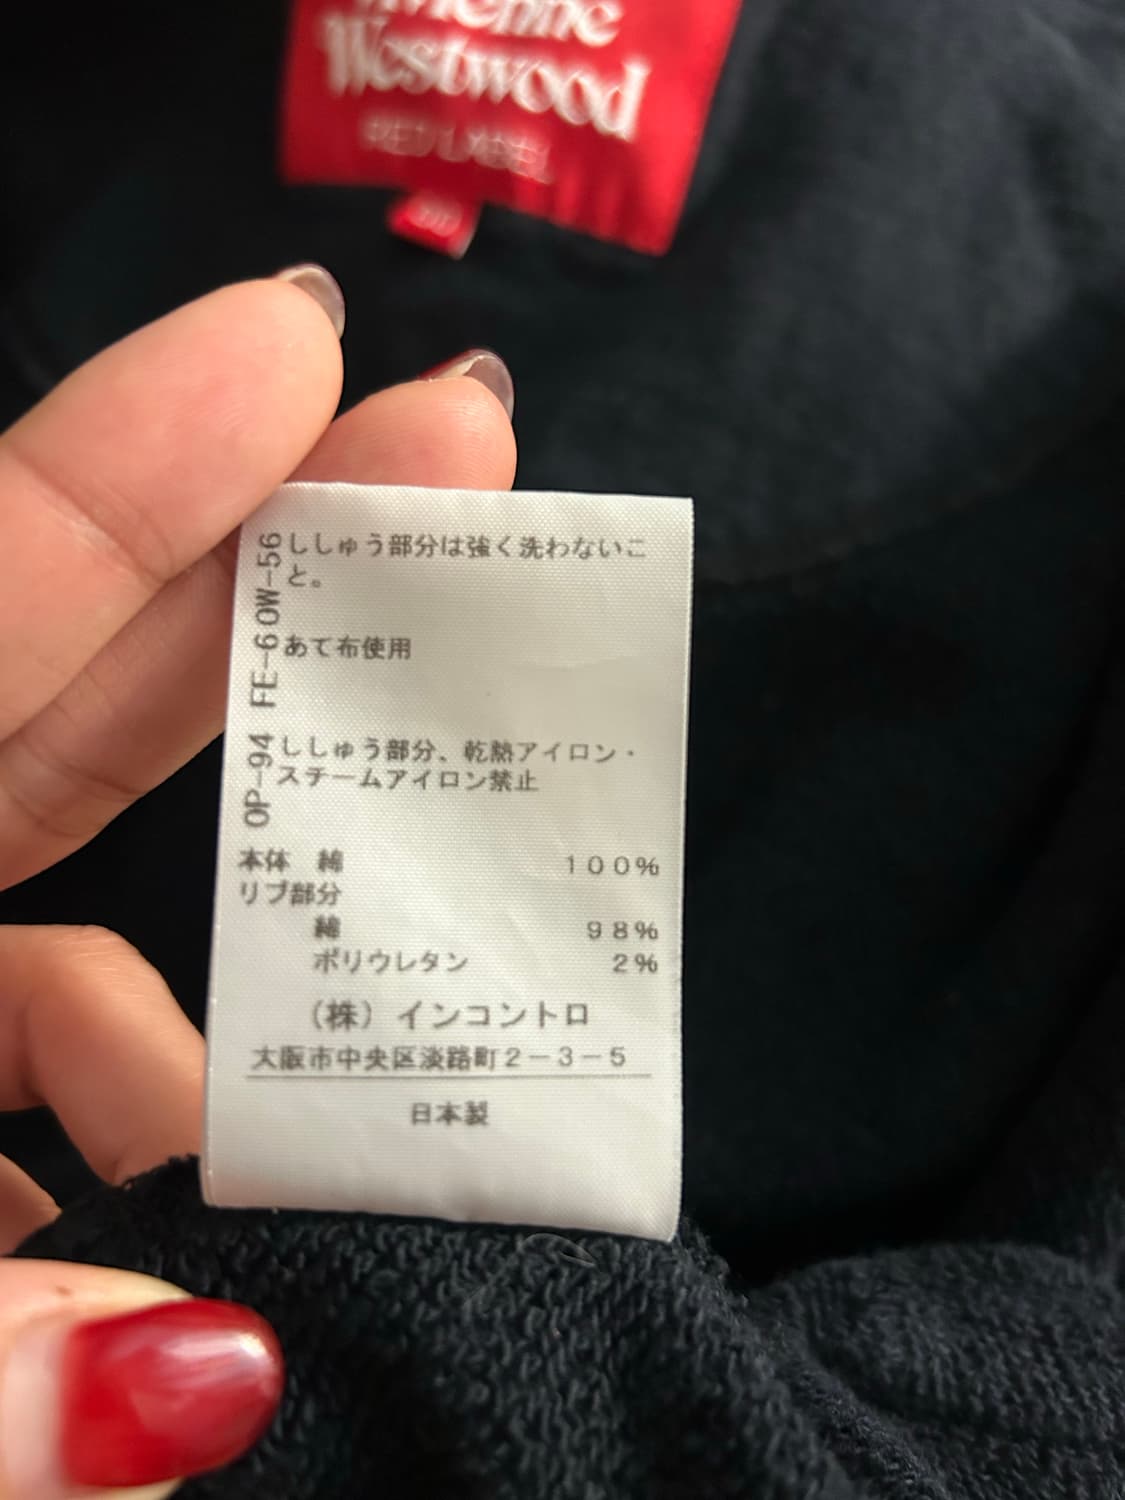 Vivienne
Westwood
RED LABEL
OW-56
FE-6
OP-94
ししゅう部分は強く洗わないこ
と。
あて布使用
ししゅう部分、乾熱アイロン・
スチームアイロン禁止
本体 綿 100%
リブ部分
綿 98%
ポリウレタン 2%
(株)インコントロ
大阪市中央区淡路町2-3-5
日本製